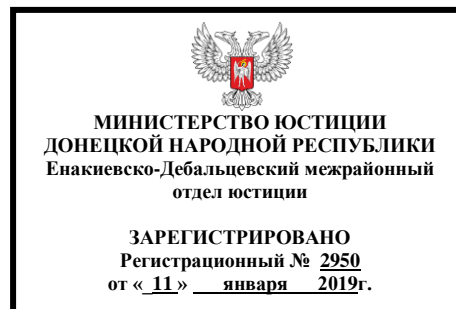 МИНИСТЕРСТВО ЮСТИЦИИ
ДОНЕЦКОЙ НАРОДНОЙ РЕСПУБЛИКИ
Енакиевско-Дебальцевский межрайонный
отдел юстиции
ЗАРЕГИСТРИРОВАНО
Регистрационный № 2950
от « 11 » января 2019г.